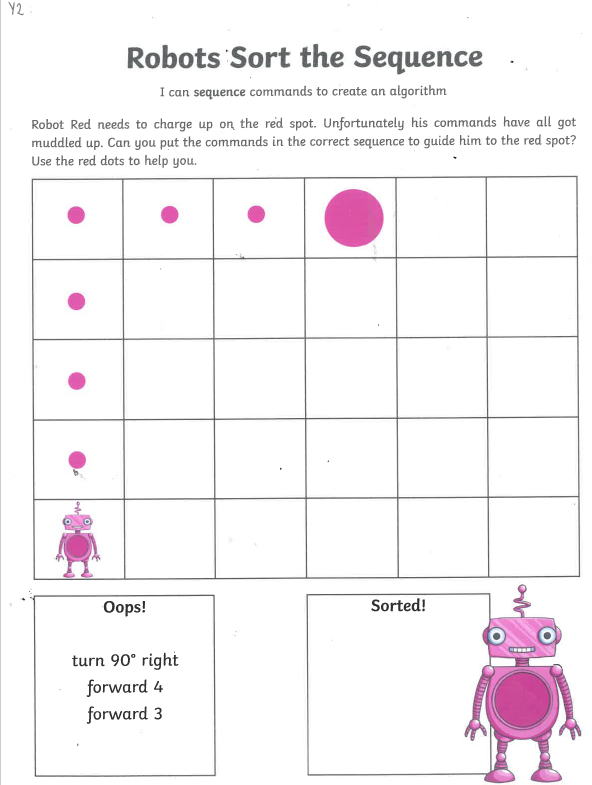 Y2
Robots Sort the Sequence
I can sequence commands to create an algorithm
Robot Red needs to charge up on the red spot. Unfortunately his commands have all got
muddled up. Can you put the commands in the correct sequence to guide him to the red spot?
Use the red dots to help you.
Oops!
turn 90° right
forward 4
forward 3
Sorted!